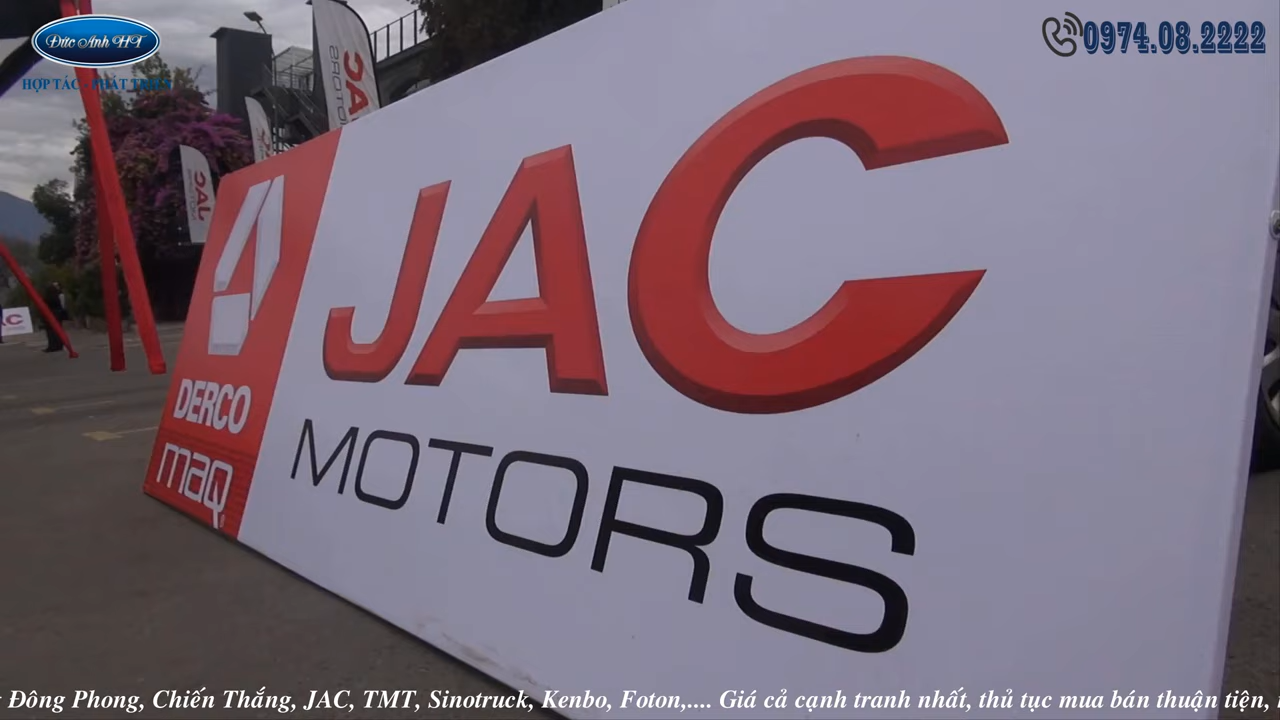 Đức Anh HT
HỢP TÁC - PHÁT TRIỂN
0974.08.2222
JAC
MOTORS
DERCO
maq.
JAC
JAC
Đông Phong, Chiến Thắng, JAC, TMT, Sinotruck, Kenbo, Foton,.... Giá cả cạnh tranh nhất, thủ tục mua bán thuận tiện,